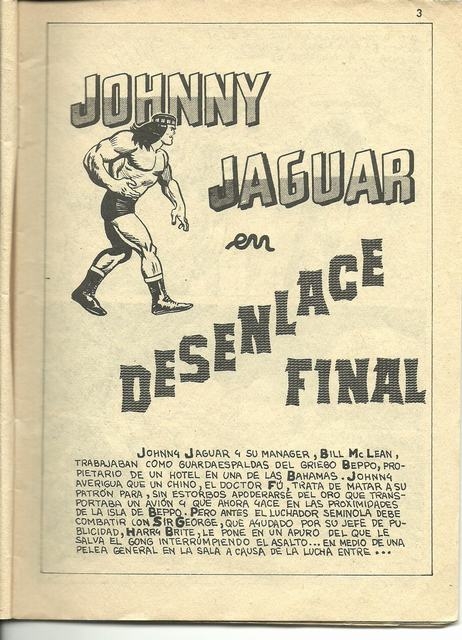 3
JOHNNY
JAGUAR
en
DESENLACE
FINAL
JOHNNY JAGUAR Y SU MANAGER, BILL MC LEAN,
TRABAJABAN COMO GUARDAESPALDAS DEL GRIEGO BEPPO, PRO-
PIETARIO DE UN HOTEL EN UNA DE LAS BAHAMAS. JOHNNY
AVERIGUA QUE UN CHINO, EL DOCTOR FÚ, TRATA DE MATAR A SU
PATRÓN PARA, SIN ESTORBOS APODERARSE DEL ORO QUE TRANS-
PORTABA UN AVIÓN Y QUE AHORA YACE EN LAS PROXIMIDADES
DE LA ISLA DE BEPPO. PERO ANTES EL LUCHADOR SEMINOLA DEBE
COMBATIR CON SIR GEORGE, QUE AYUDADO POR SU JEFE DE PU-
BLICIDAD, HARRY BRITE, LE PONE EN UN APURO DEL QUE LE
SALVA EL GONG INTERRUMPIENDO EL ASALTO... EN MEDIO DE UNA
PELEA GENERAL EN LA SALA A CAUSA DE LA LUCHA ENTRE ...